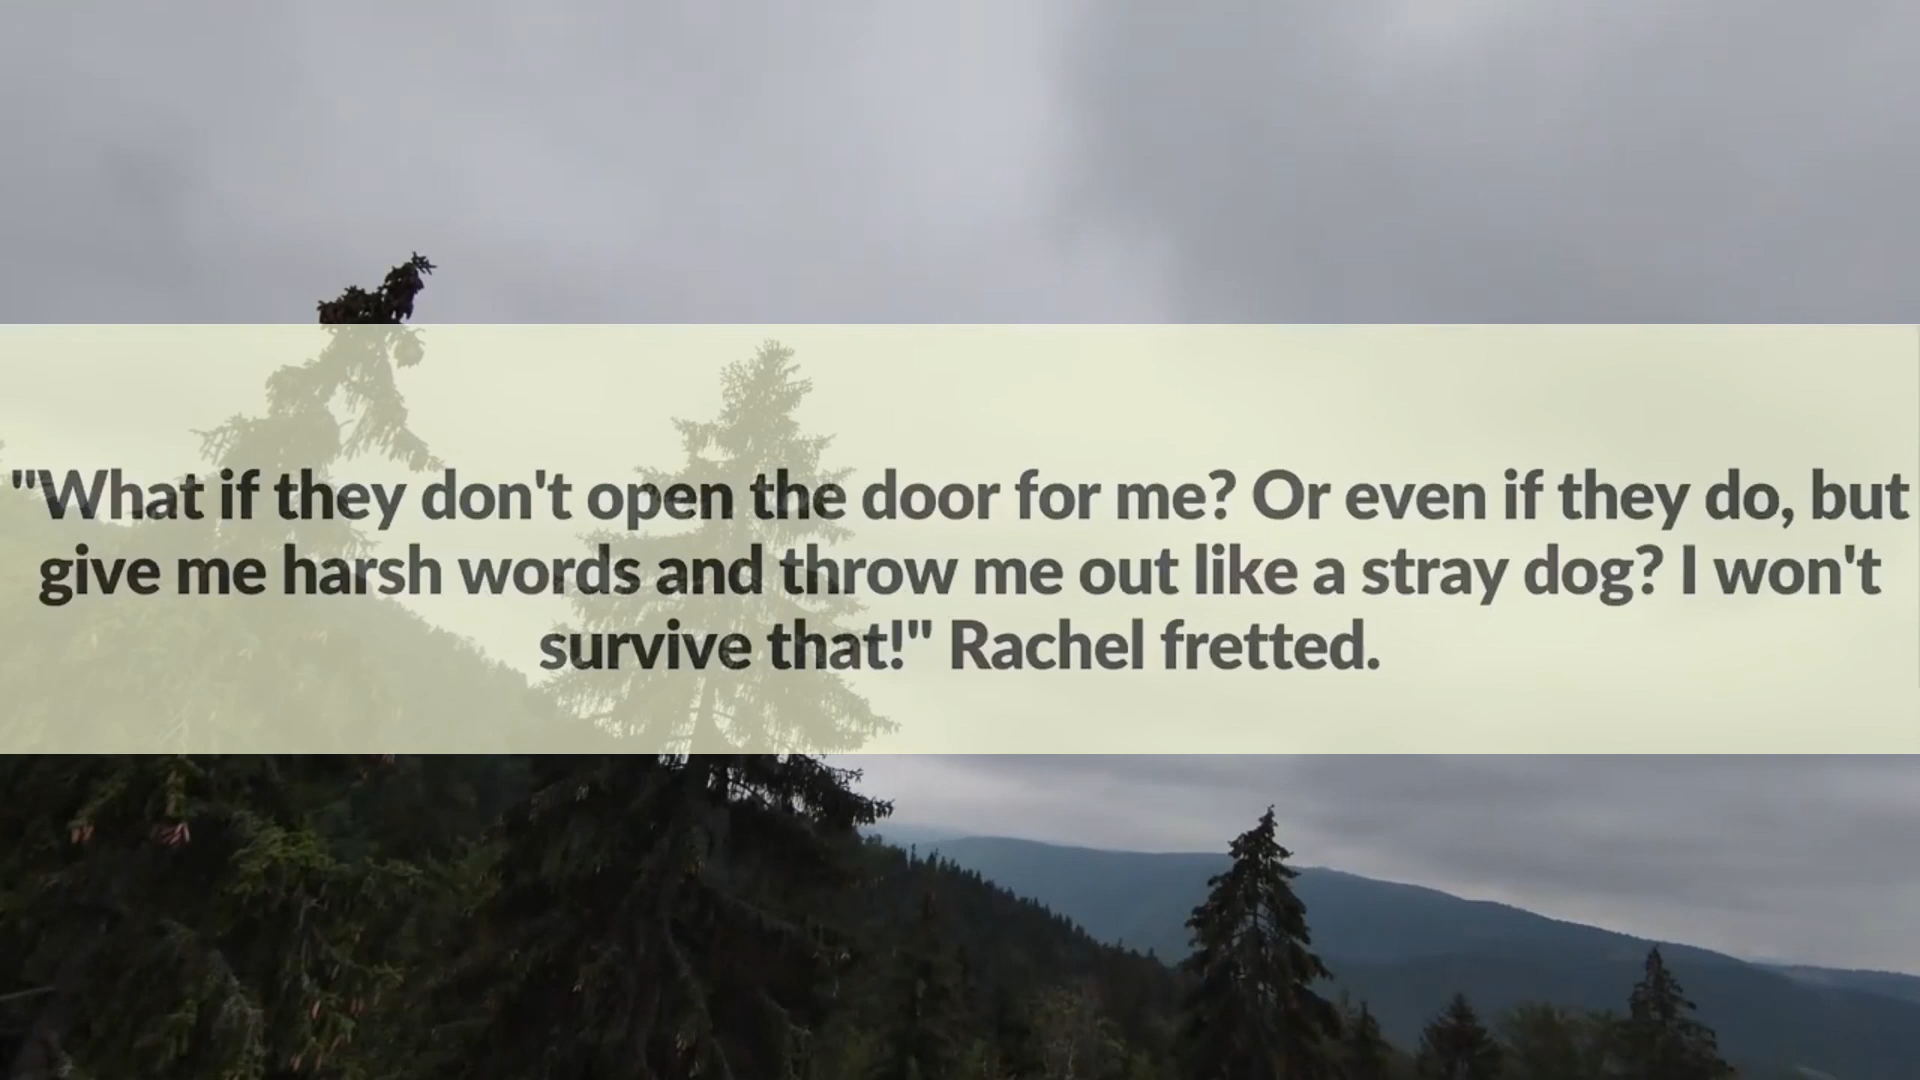 "What if they don't open the door for me? Or even if they do, but
give me harsh words and throw me out like a stray dog? I won't
survive that!" Rachel fretted.